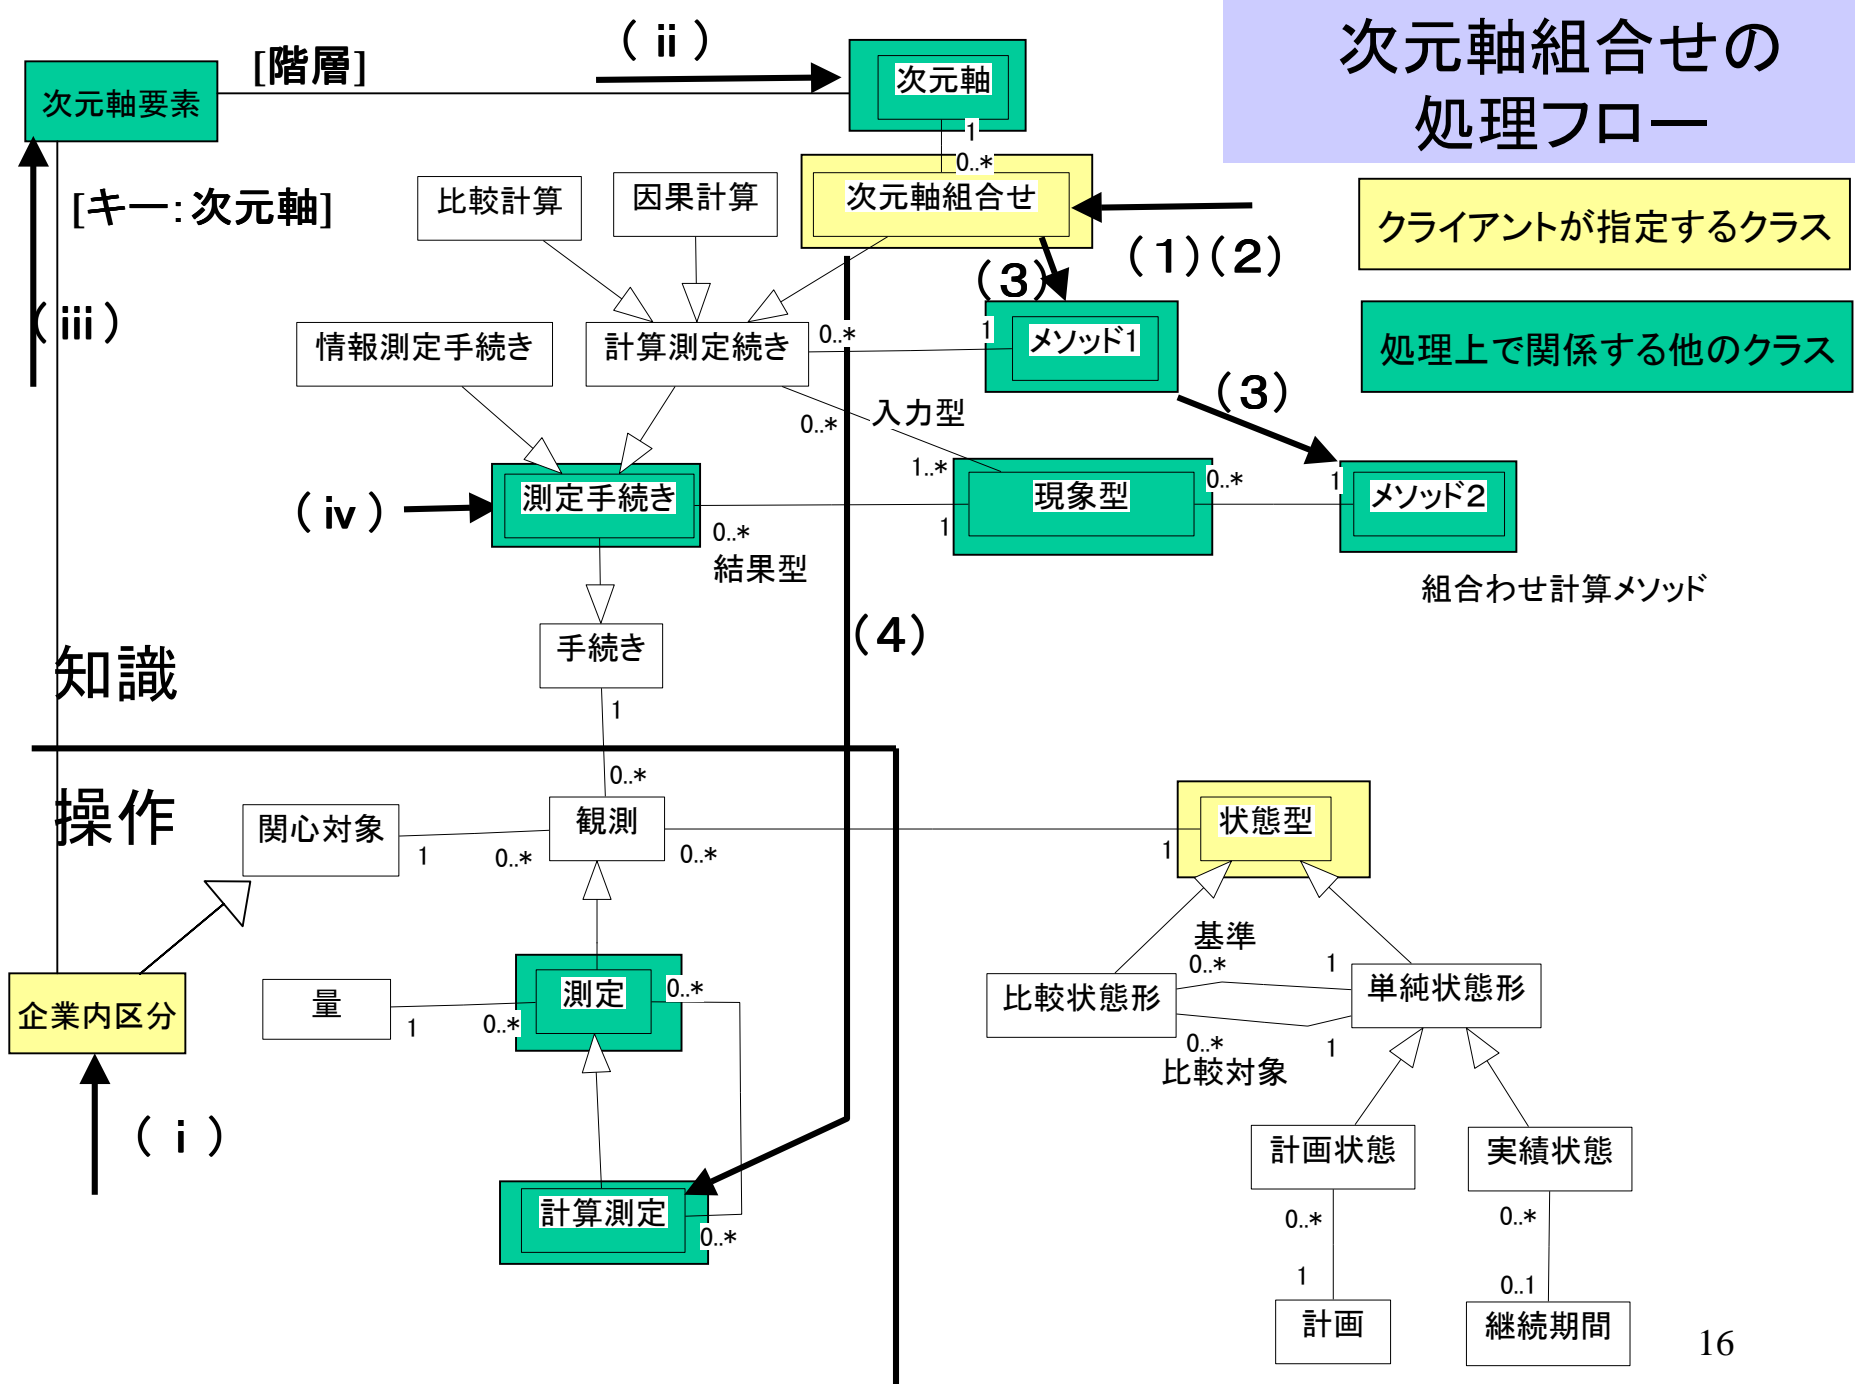 次元軸組合せの
処理フロー
[階層]
（ ii ）
次元軸要素
次元軸
1
0..*
[キー：次元軸]
比較計算
因果計算
次元軸組合せ
（１）（２）
クライアントが指定するクラス
（３）
（ iii ）
情報測定手続き
計算測定続き
0..*
1
メソッド1
処理上で関係する他のクラス
（３）
入力型
0..*
1..*
0..*
1
（ iv ）
測定手続き
現象型
メソッド２
0..*
1
結果型
組合わせ計算メソッド
手続き
（４）
知識
1
0..*
操作
関心対象
観測
状態型
1
0..*
0..*
1
基準
0..*
1
企業内区分
量
測定
0..*
比較状態形
単純状態形
1
0..*
0..*
1
比較対象
（ i ）
計画状態
実績状態
計算測定
0..*
0..*
0..*
1
0..1
計画
継続期間
16